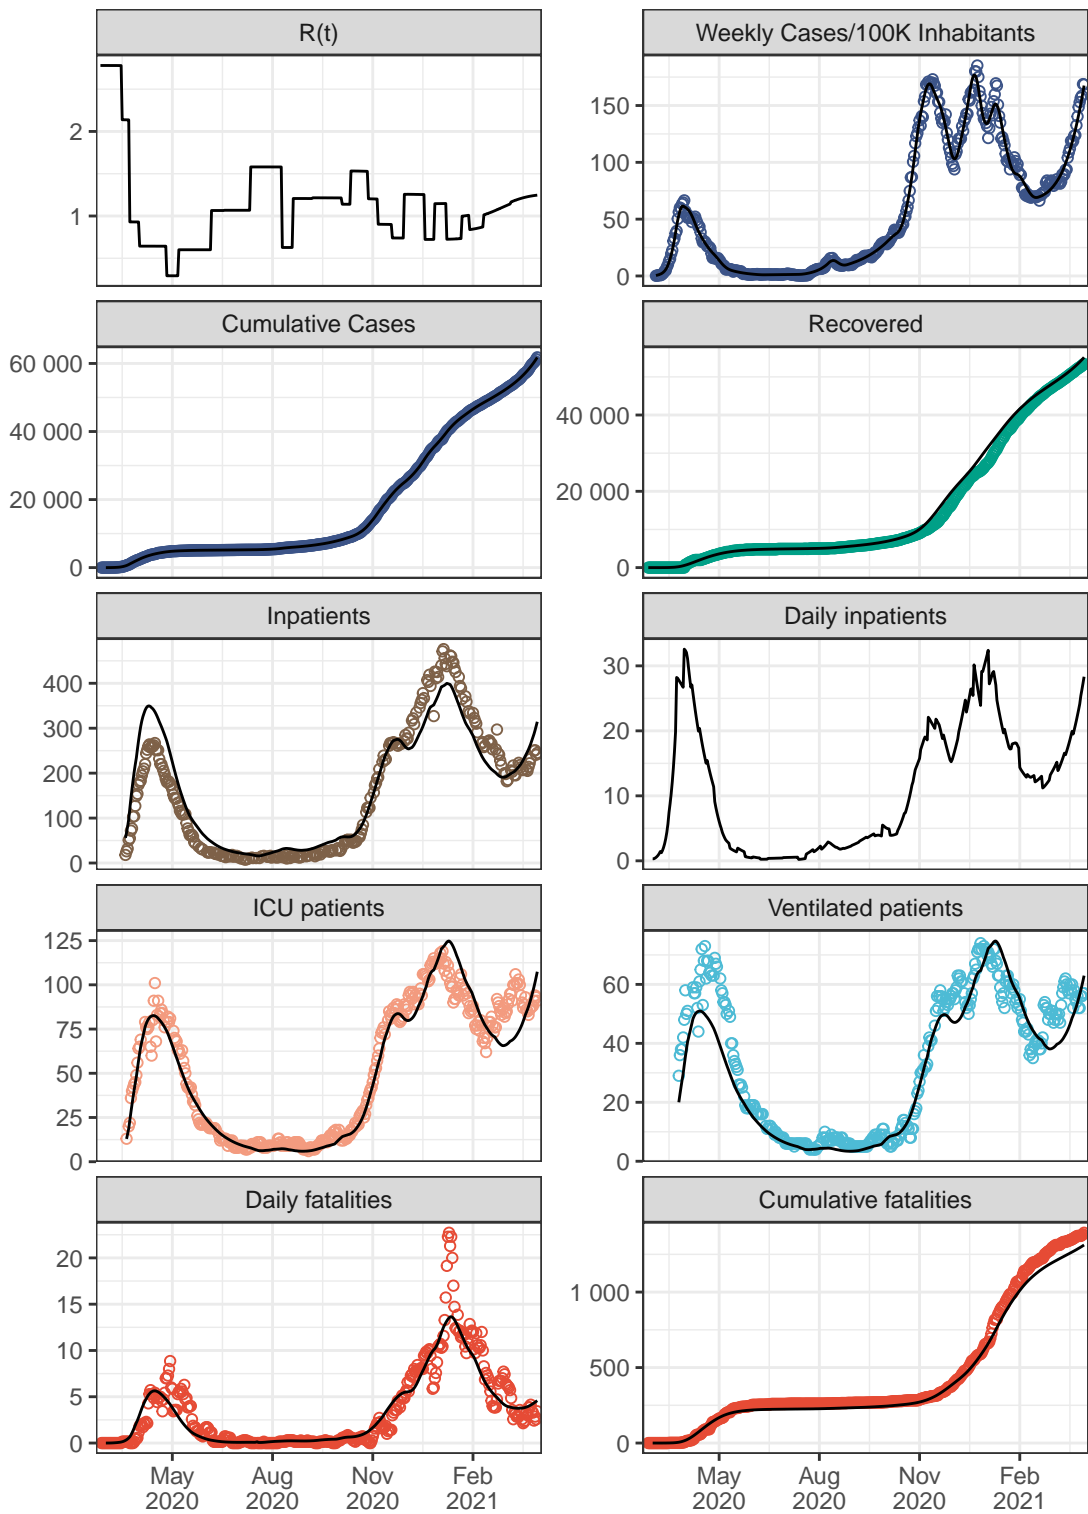 R(t)
Weekly Cases/100K Inhabitants
2
1
150
100
50
0
Cumulative Cases
Recovered
60 000
40 000
20 000
0
40 000
20 000
0
Inpatients
Daily inpatients
400
300
200
100
0
30
20
10
0
ICU patients
Ventilated patients
125
100
75
50
25
0
60
40
20
0
Daily fatalities
Cumulative fatalities
20
15
10
5
0
1 000
500
0
May Aug Nov Feb
2020 2020 2020 2021
May Aug Nov Feb
2020 2020 2020 2021